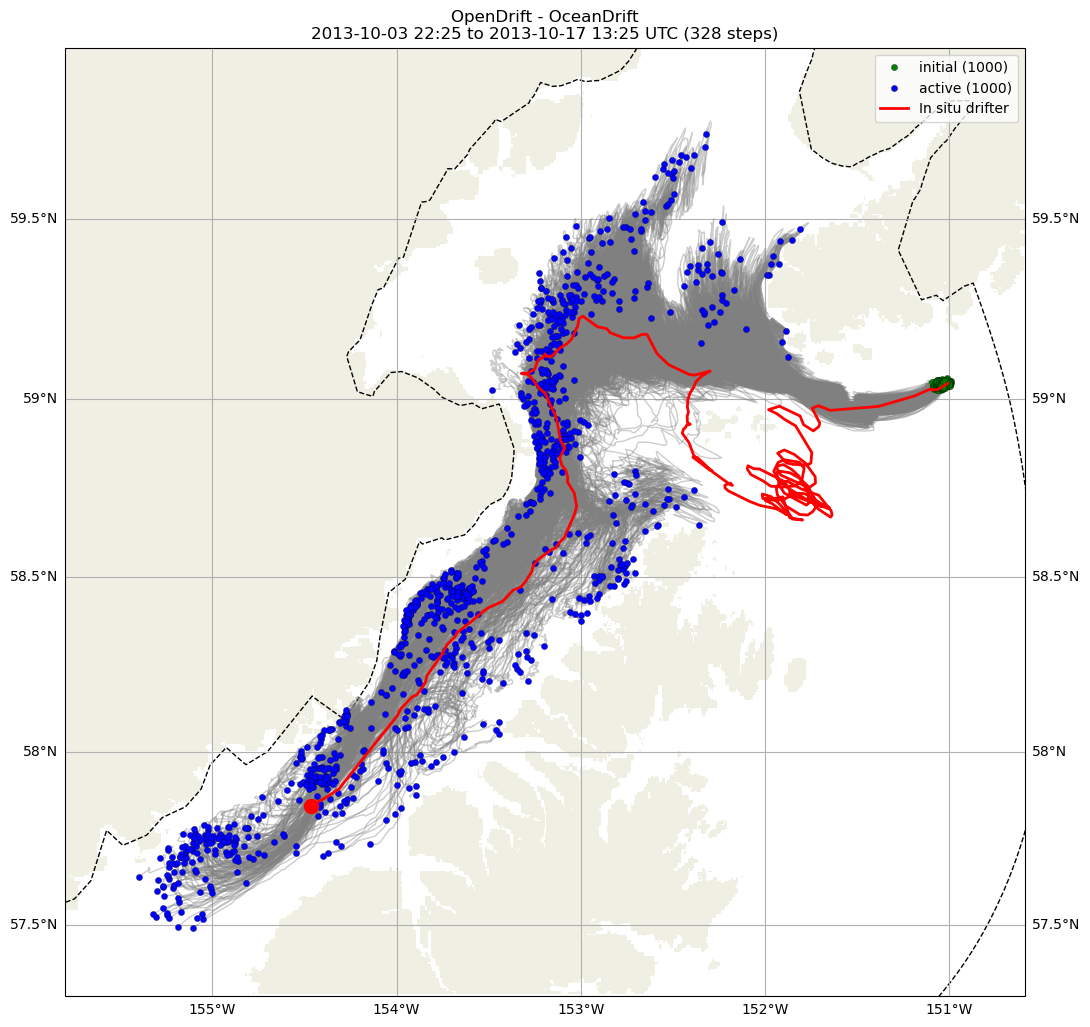 OpenDrift - OceanDrift
2013-10-03 22:25 to 2013-10-17 13:25 UTC (328 steps)
initial (1000)
active (1000)
In situ drifter
59.5°N
59.5°N
59°N
59°N
58.5°N
58.5°N
58°N
58°N
57.5°N
57.5°N
155°W
154°W
153°W
152°W
151°W